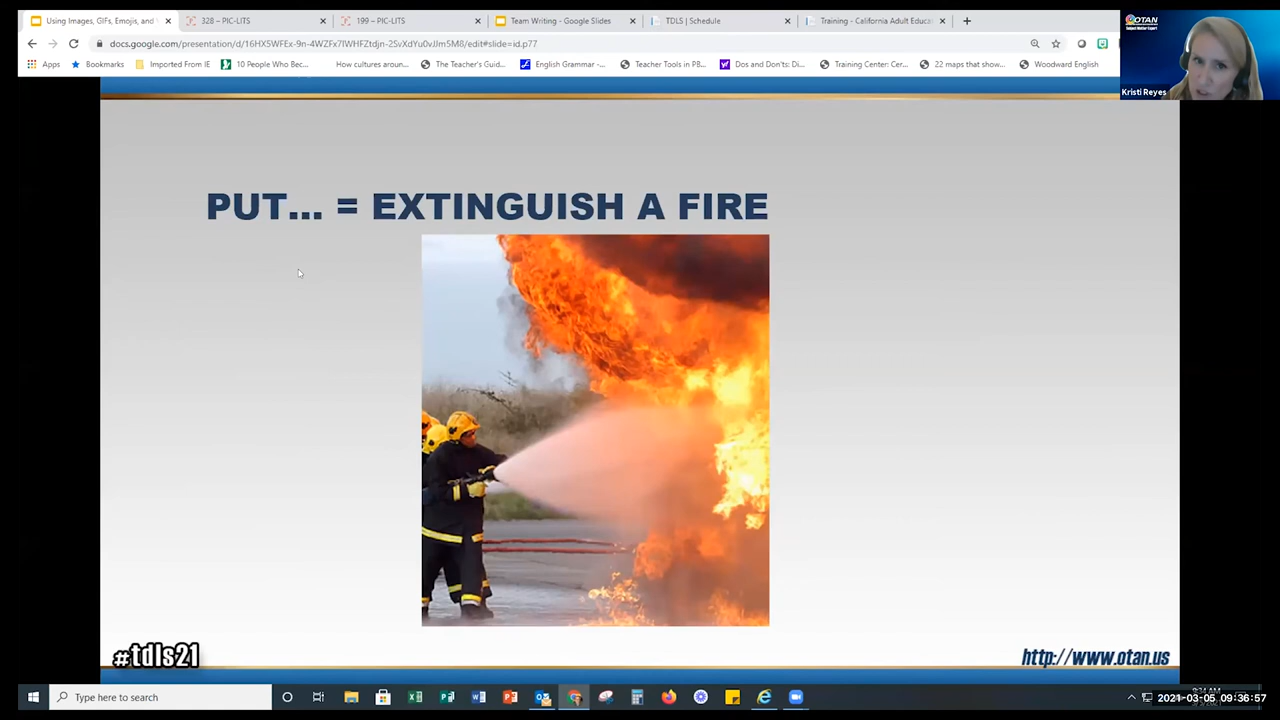 Using Images, GIFs, Emojis, and
328 – PIC-LITS
199 – PIC-LITS
Team Writing - Google Slides
TDLS | Schedule
Training - California Adult Educa
docs.google.com/presentation/d/
edit#slide=id.p77
Apps
Bookmarks
Imported From IE
10 People Who Bec...
How cultures aroun...
The Teacher's Guid...
English Grammar -...
Teacher Tools in PB...
Dos and Don'ts: Di...
Training Center: Cer...
22 maps that show...
Woodward English
OTAN
Subject Matter Expert
Kristi Reyes
PUT... = EXTINGUISH A FIRE
#tdls21
http://www.otan.us
Type here to search
2021-03-05 09:36:57